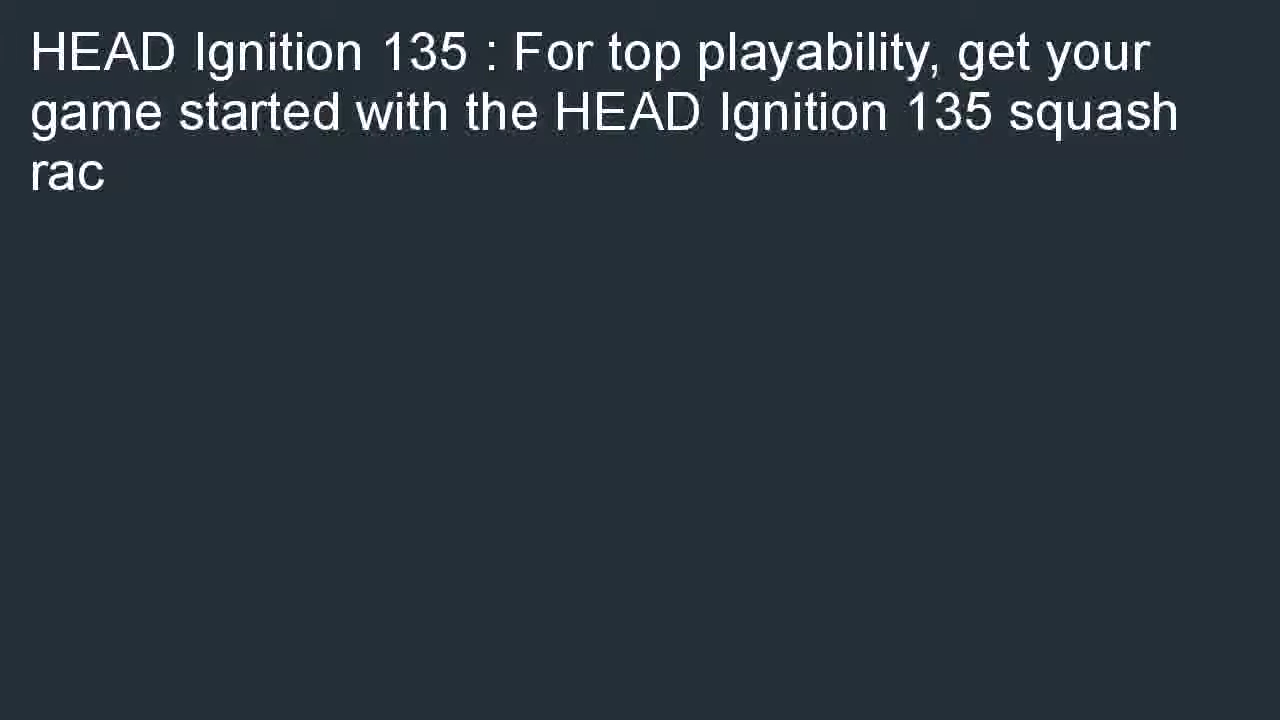 HEAD Ignition 135 : For top playability, get your
game started with the HEAD Ignition 135 squash
rac